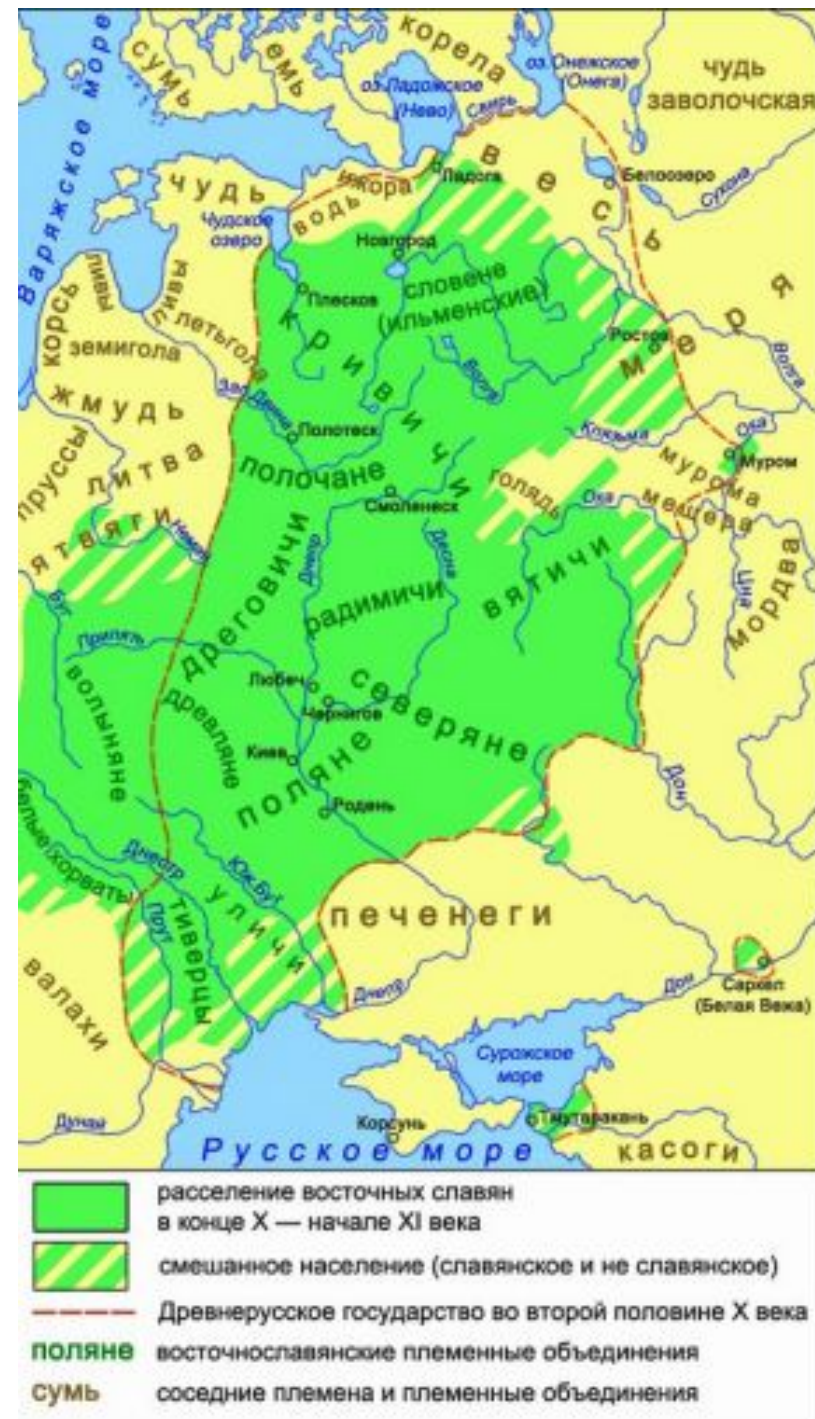 сумь
емь
корела
оз.Онежское
(Онега)
чудь
заволочская
оз.Ладожское
(Нево)
Свирь
Варяжское море
весь
Белоозеро
Сухона
Ладога
ижора
водь
чудь
Чудское
озеро
Новгород
словене
(ильменские)
Плесков
кривичи
ливы
ливы
летьгола
корсь
земигола
Ростов
меря
Волга
Волга
Зап.Двина
жмудь
Полотеск
Клязьма
Ока
Муром
мурома
мещера
пруссы
литва
полочане
голядь
Смоленеск
Ока
ятвяги
Неман
Днепр
Десна
дреговичи
радимичи
вятичи
Цна
мордва
Буг
Припять
Любеч
Чернигов
северяне
волыняне
древляне
Киев
поляне
Родень
Дон
белые хорваты
Днестр
Юж.Буг
уличи
Прут
тиверцы
печенеги
валахи
Днепр
Дон
Саркел
(Белая Вежа)
Сурожское
море
Дунай
Корсунь
Тмутаракань
Русское море
касоги
расселение восточных славян
в конце X — начале XI века
смешанное население (славянское и не славянское)
Древнерусское государство во второй половине X века
поляне восточнославянские племенные объединения
сумь соседние племена и племенные объединения